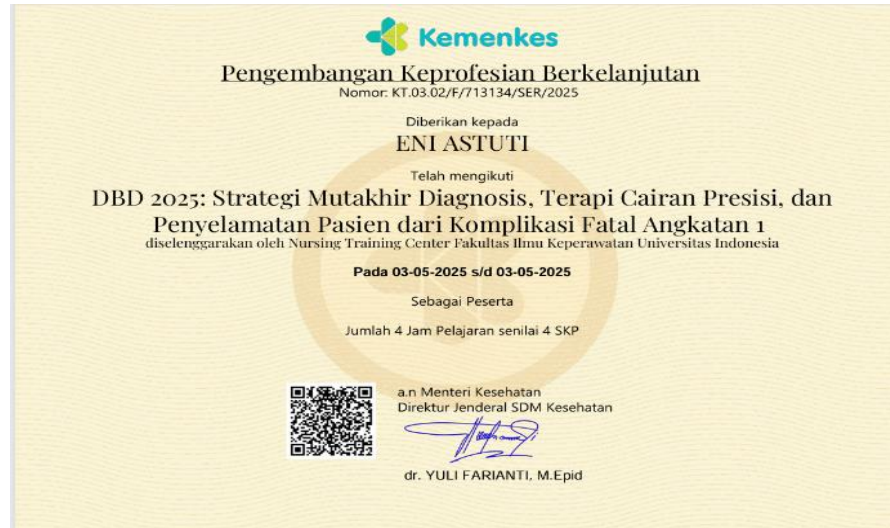 Kemenkes
Pengembangan Keprofesian Berkelanjutan
Nomor: KT.03.02/F/713134/SER/2025
Diberikan kepada
ENI ASTUTI
Telah mengikuti
DBD 2025: Strategi Mutakhir Diagnosis, Terapi Cairan Presisi, dan
Penyelamatan Pasien dari Komplikasi Fatal Angkatan 1
diselenggarakan oleh Nursing Training Center Fakultas Ilmu Keperawatan Universitas Indonesia
Pada 03-05-2025 s/d 03-05-2025
Sebagai Peserta
Jumlah 4 Jam Pelajaran senilai 4 SKP
a.n Menteri Kesehatan
Direktur Jenderal SDM Kesehatan
dr. YULI FARIANTI, M.Epid